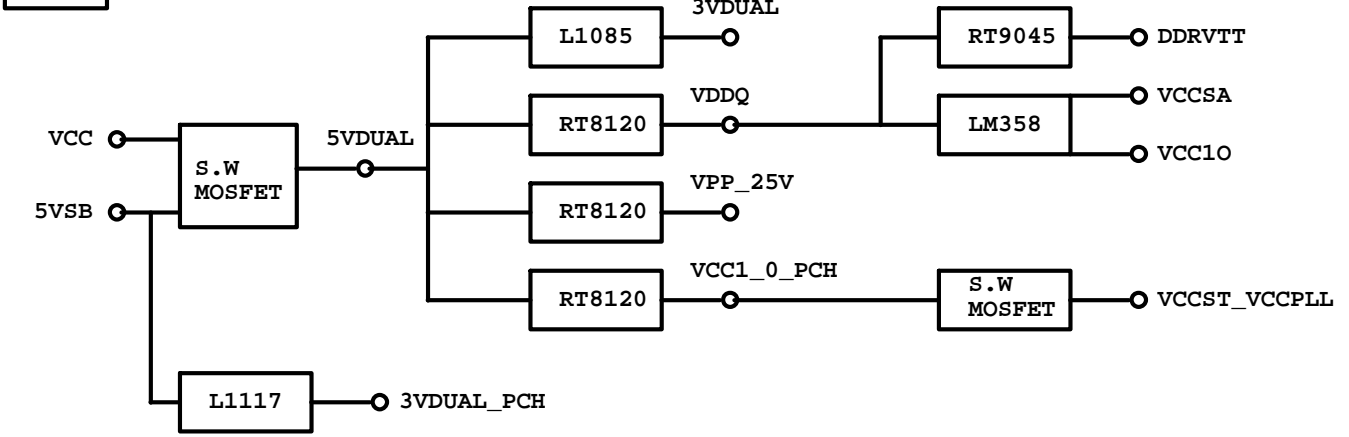 3VDUAL
L1085
RT9045
DDRVTT
VDDQ
VCCSA
VCC
5VDUAL
RT8120
LM358
VCC1O
S.W
MOSFET
VPP_25V
5VSB
RT8120
VCC1_0_PCH
S.W
MOSFET
RT8120
VCCST_VCCPLL
L1117
3VDUAL_PCH